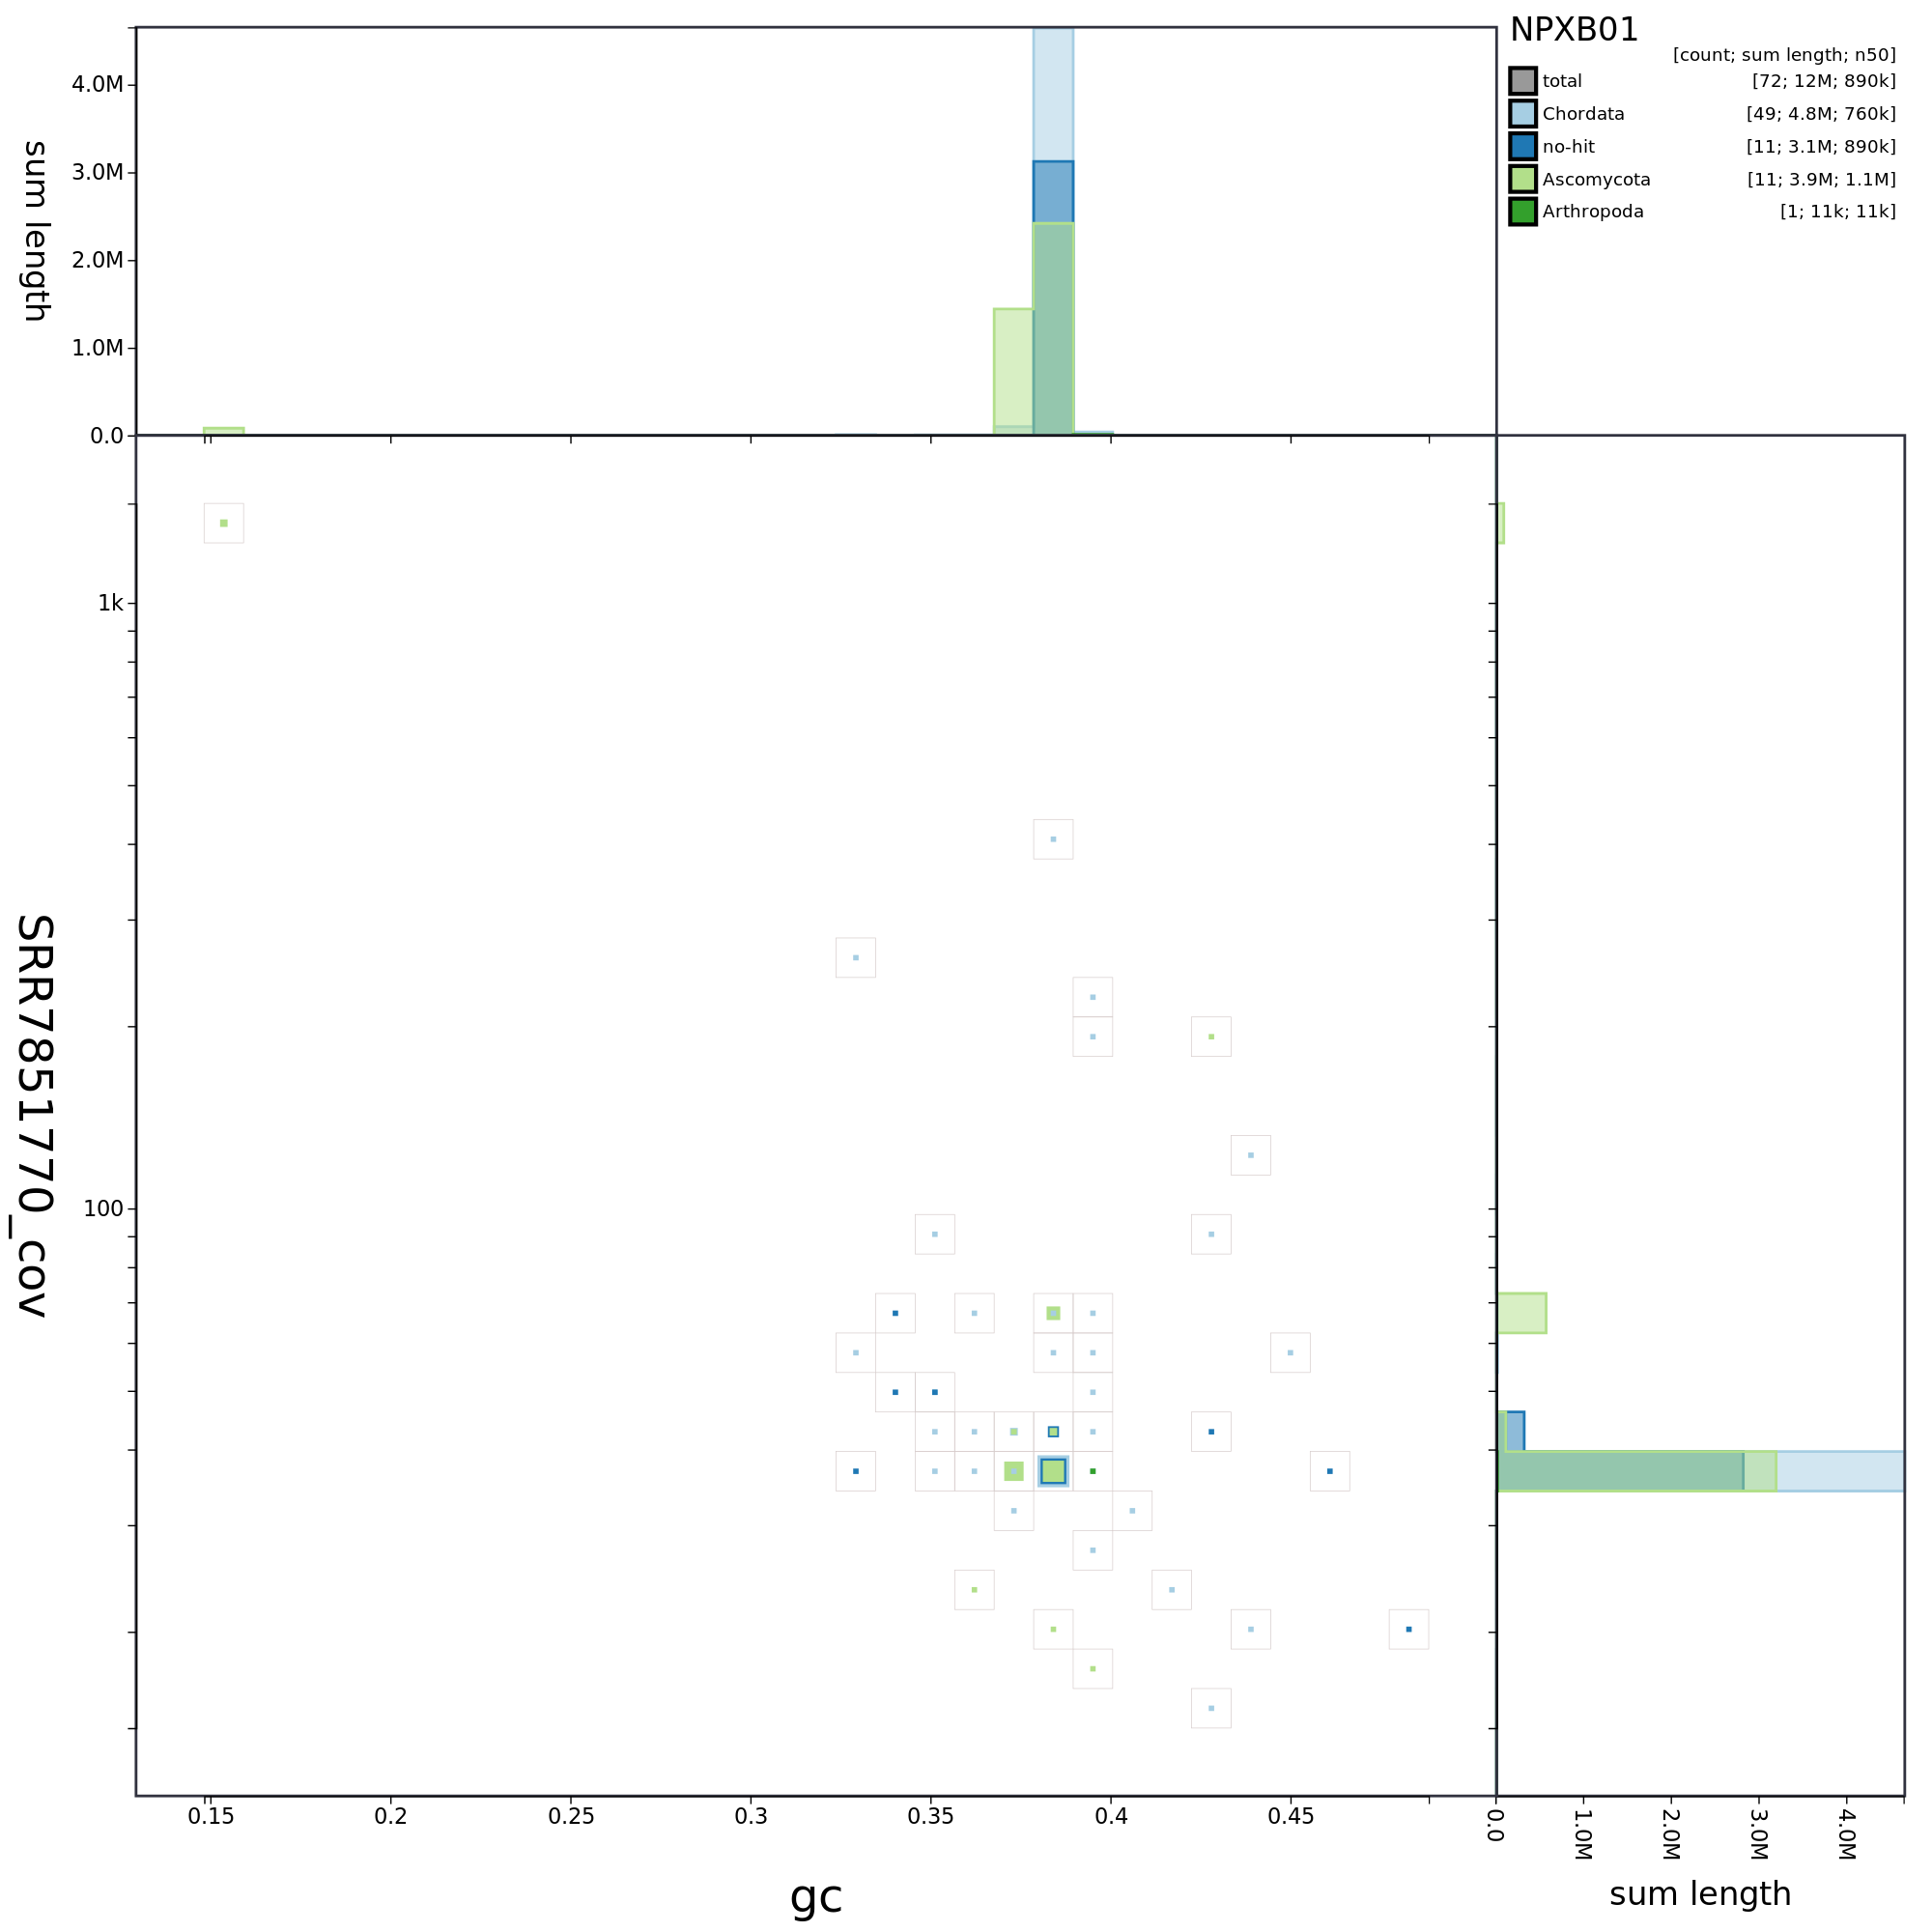 NPXB01
[count; sum length; n50]
total [72; 12M; 890k]
Chordata [49; 4.8M; 760k]
no-hit [11; 3.1M; 890k]
Ascomycota [11; 3.9M; 1.1M]
Arthropoda [1; 11k; 11k]
sum length
4.0M
3.0M
2.0M
1.0M
0.0
SRR7851770_cov
1k
100
0.15 0.2 0.25 0.3 0.35 0.4 0.45
gc
0.0 1.0M 2.0M 3.0M 4.0M
sum length